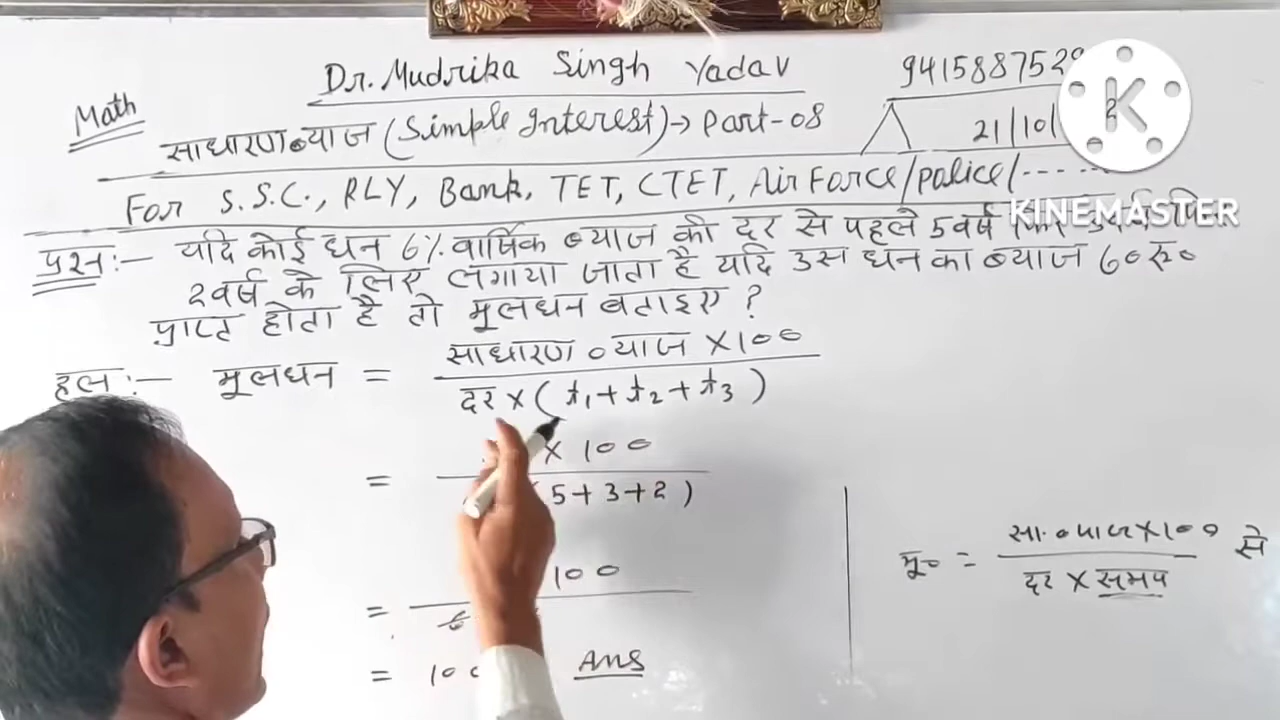 Dr. Mudrika Singh Yadav
941588752
Math
साधारण ब्याज (Simple Interest)→ Part-08
21/10/
K
KINEMASTER
For S.S.C., RLY, Bank, TET, CTET, Air Force/Police/------
प्रश्न:- यदि कोई धन 6% वार्षिक ब्याज की दर से पहले 5 वर्ष
2 वर्ष के लिए लगाया जाता है यदि उस धन का ब्याज 60 रु०
प्राप्त होता है तो मूलधन बताइए ?
हल:- मूलधन = साधारण ब्याज × 100
दर × ( t1 + t2 + t3 )
= × 100
5 + 3 + 2 )
= 100
6
= 100 Ans
मू० = सा. ब्याज × 100 से
दर × समय